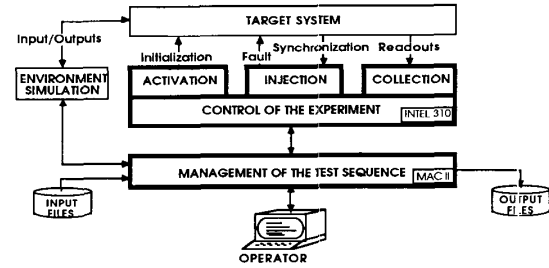 TARGET SYSTEM
Input/Outputs
Initialization
Fault
Synchronization
Readouts
ENVIRONMENT
SIMULATION
ACTIVATION
INJECTION
COLLECTION
CONTROL OF THE EXPERIMENT
INTEL 310
MANAGEMENT OF THE TEST SEQUENCE
MAC II
INPUT
FILES
OUTPUT
FILES
OPERATOR